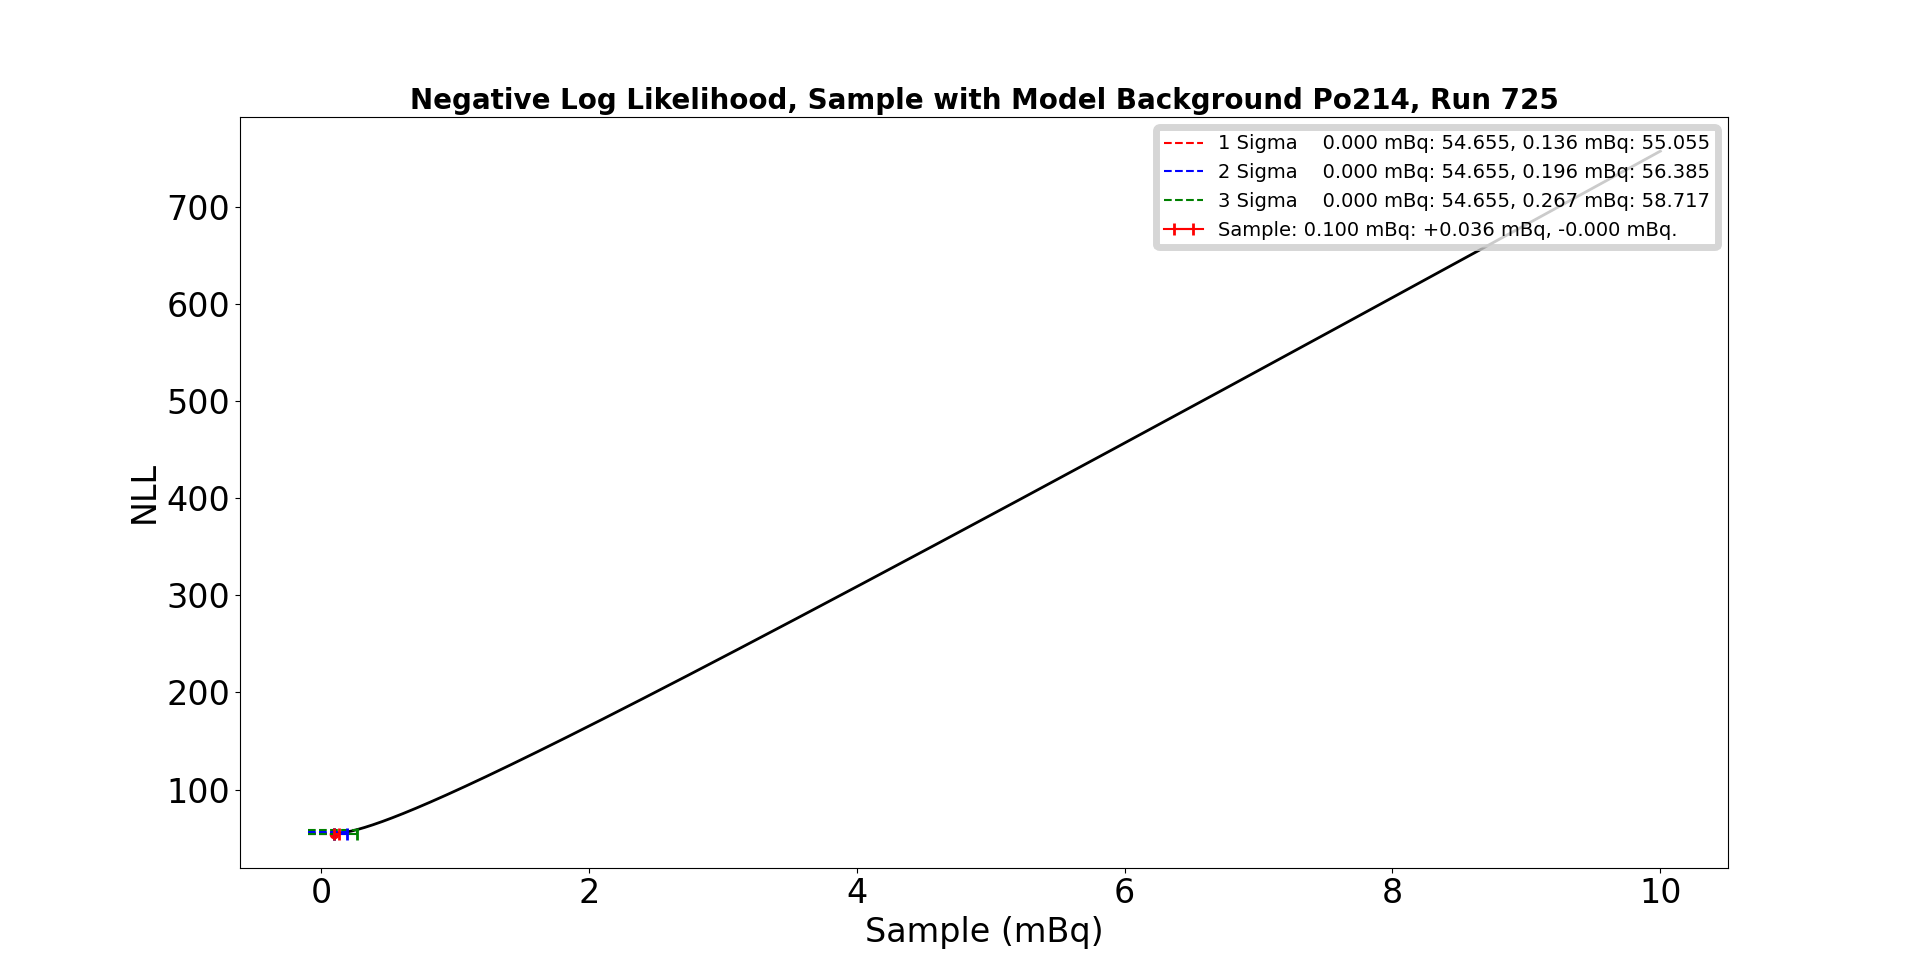 Negative Log Likelihood, Sample with Model Background Po214, Run 725
1 Sigma 0.000 mBq: 54.655, 0.136 mBq: 55.055
2 Sigma 0.000 mBq: 54.655, 0.196 mBq: 56.385
3 Sigma 0.000 mBq: 54.655, 0.267 mBq: 58.717
Sample: 0.100 mBq: +0.036 mBq, -0.000 mBq.
700
600
500
400
300
200
100
NLL
0 2 4 6 8 10
Sample (mBq)